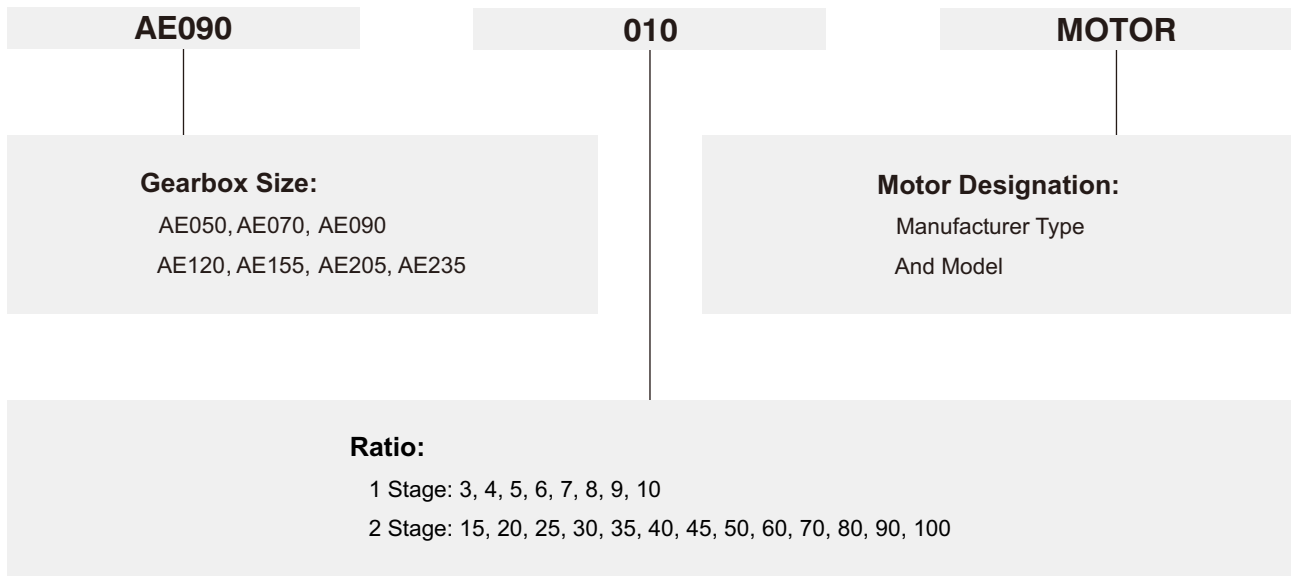 AE090
010
MOTOR
Gearbox Size:
AE050, AE070, AE090
AE120, AE155, AE205, AE235
Motor Designation:
Manufacturer Type
And Model
Ratio:
1 Stage: 3, 4, 5, 6, 7, 8, 9, 10
2 Stage: 15, 20, 25, 30, 35, 40, 45, 50, 60, 70, 80, 90, 100